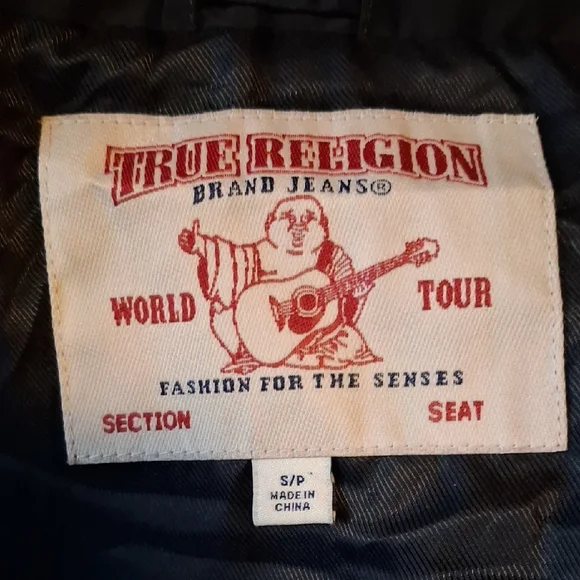 TRUE RELIGION
BRAND JEANS®
WORLD TOUR
FASHION FOR THE SENSES
SECTION SEAT
S/P
MADE IN
CHINA